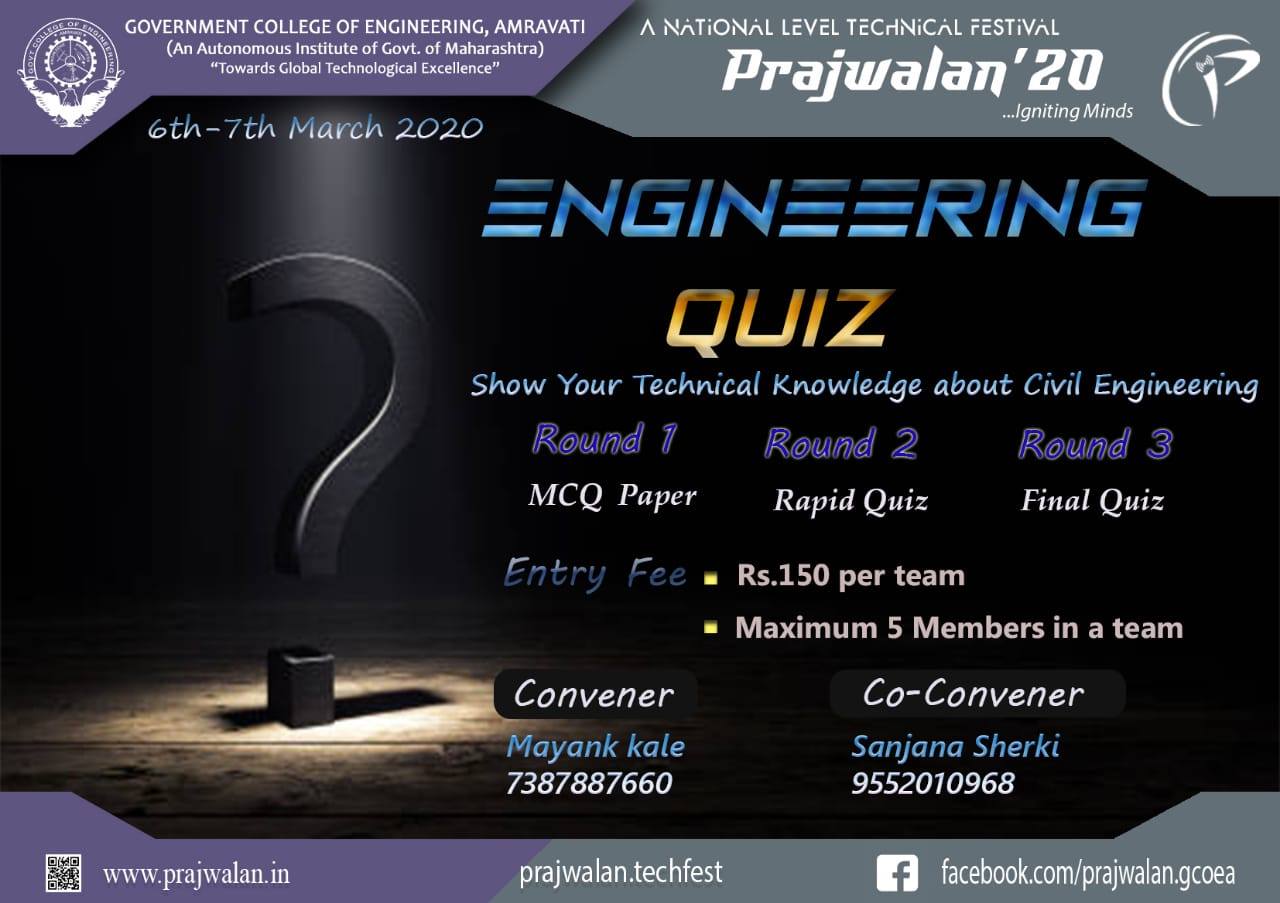 GOVERNMENT COLLEGE OF ENGINEERING, AMRAVATI
(An Autonomous Institute of Govt. of Maharashtra)
“Towards Global Technological Excellence”
A NATIONAL LEVEL TECHNICAL FESTIVAL
Prajwalan'20
...Igniting Minds
6th-7th March 2020
ENGINEERING
QUIZ
Show Your Technical Knowledge about Civil Engineering
Round 1 Round 2 Round 3
MCQ Paper Rapid Quiz Final Quiz
Entry Fee Rs.150 per team
Maximum 5 Members in a team
Convener Co-Convener
Mayank kale Sanjana Sherki
7387887660 9552010968
www.prajwalan.in prajwalan.techfest facebook.com/prajwalan.gcoea